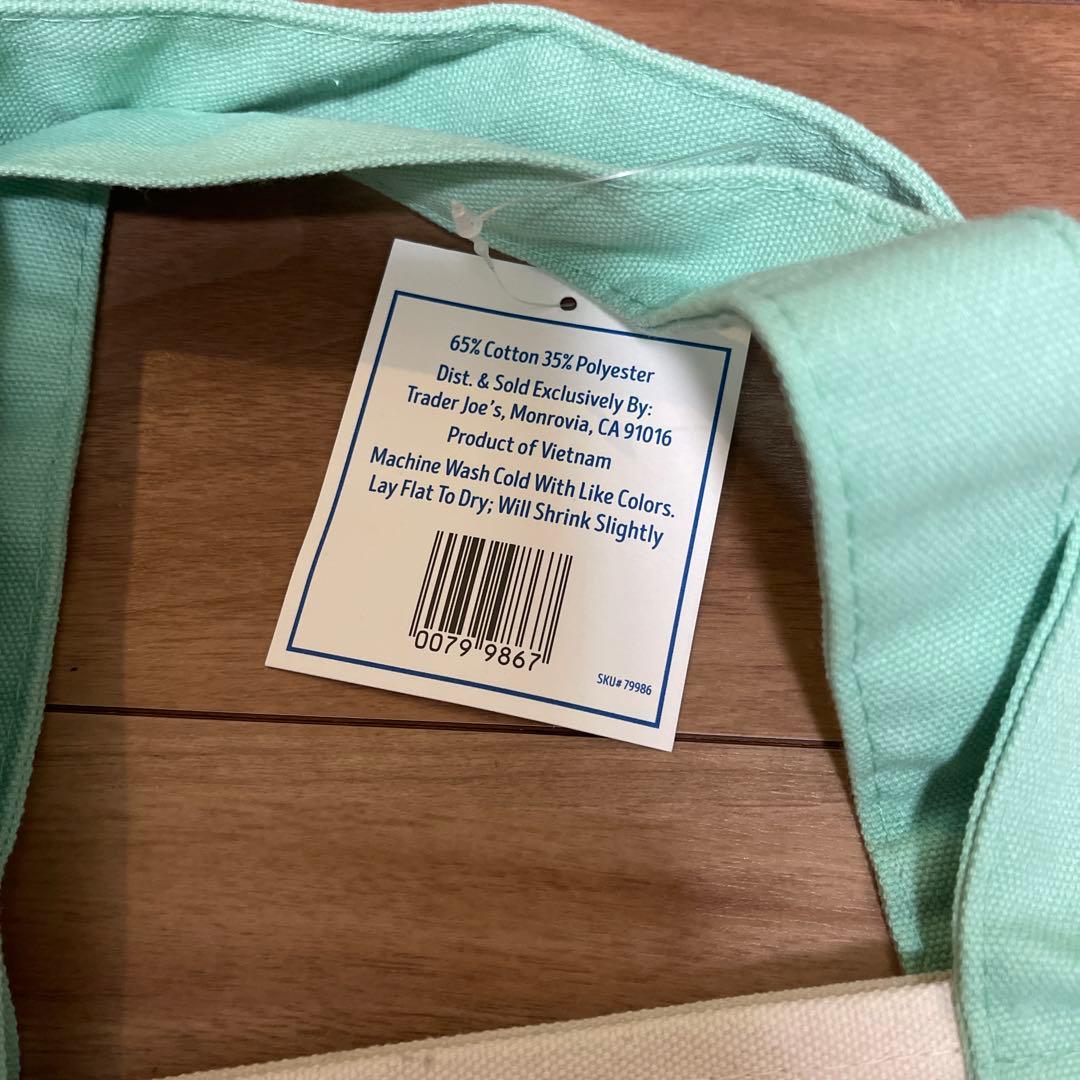 65% Cotton 35% Polyester
Dist. & Sold Exclusively By:
Trader Joe's, Monrovia, CA 91016
Product of Vietnam
Machine Wash Cold With Like Colors.
Lay Flat To Dry; Will Shrink Slightly
0079 9867
SKU# 79986